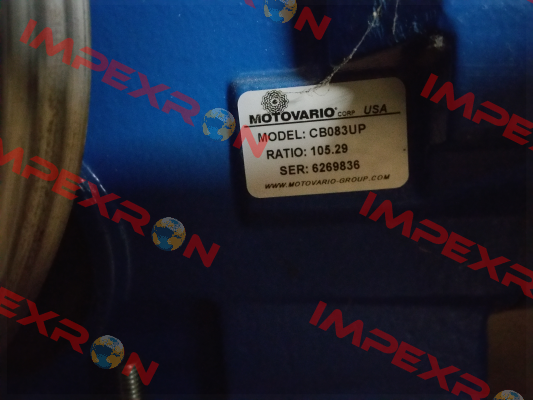 IMPEXRON
IMPEXRON
MOTOVARIO® CORP USA
MODEL: CB083UP
RATIO: 105.29
SER: 6269836
WWW.MOTOVARIO-GROUP.COM
IMPEXRON
IMPEXRON
IMPEXRON
IMPEXRON